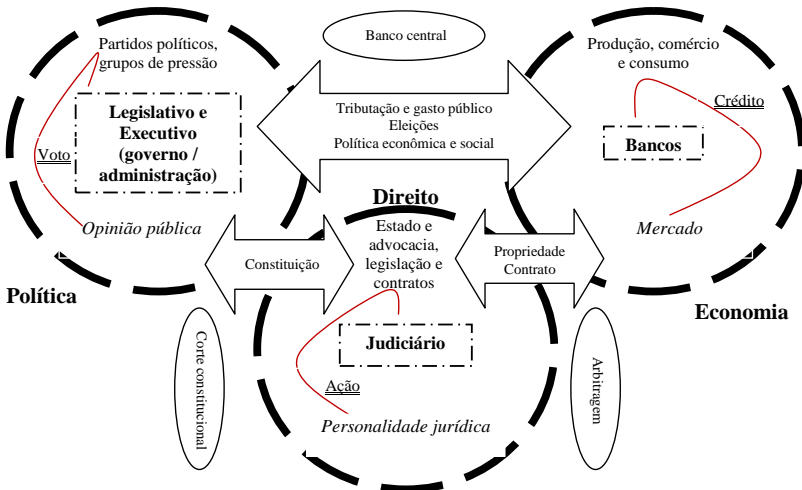 Partidos políticos,
grupos de pressão
Banco central
Produção, comércio
e consumo
Legislativo e
Executivo
(governo /
administração)
Voto
Tributação e gasto público
Eleições
Política econômica e social
Crédito
Bancos
Opinião pública
Direito
Mercado
Estado e
advocacia,
legislação e
contratos
Constituição
Propriedade
Contrato
Política
Economia
Judiciário
Ação
Personalidade jurídica
Corte constitucional
Arbitragem